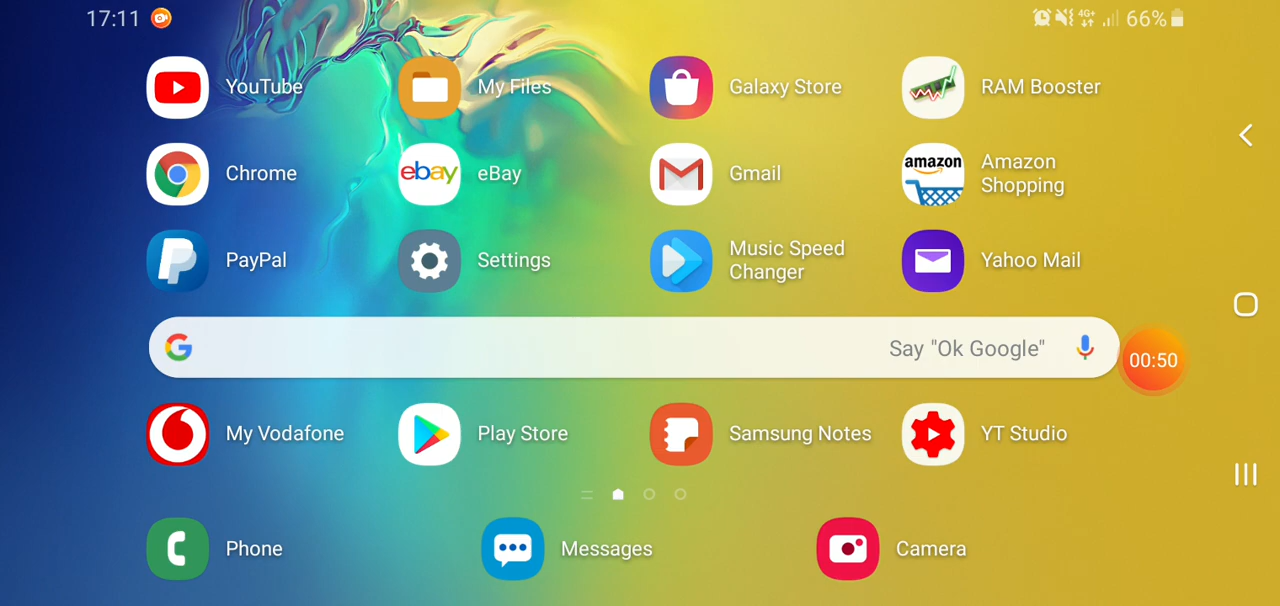 17:11
4G+ 66%
YouTube
My Files
Galaxy Store
RAM Booster
Chrome
ebay
eBay
Gmail
amazon
Amazon
Shopping
PayPal
Settings
Music Speed
Changer
Yahoo Mail
Say "Ok Google"
00:50
My Vodafone
Play Store
Samsung Notes
YT Studio
Phone
Messages
Camera